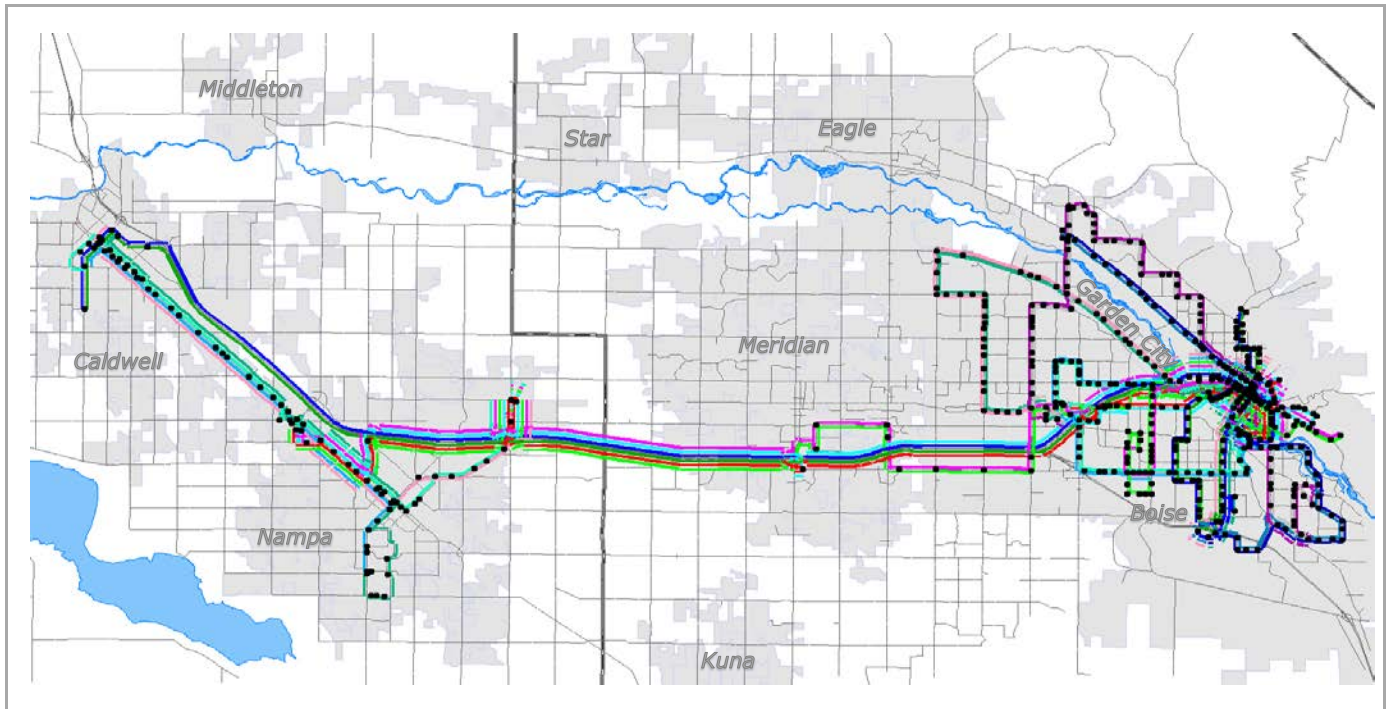 Middleton
Star
Eagle
Garden City
Caldwell
Meridian
Nampa
Boise
Kuna